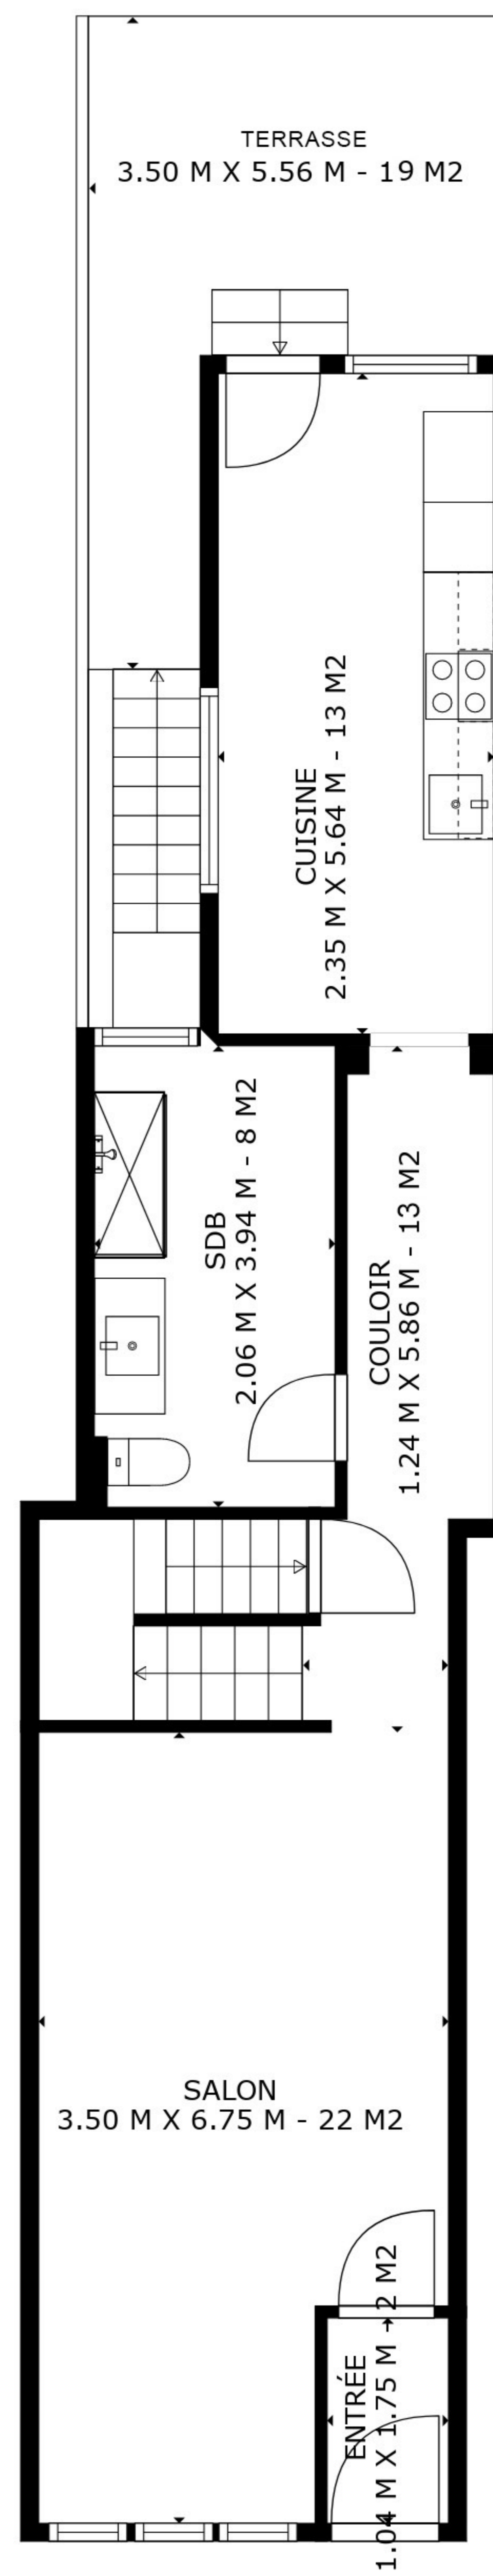 TERRASSE
3.50 M X 5.56 M - 19 M2
CUISINE
2.35 M X 5.64 M - 13 M2
SDB
2.06 M X 3.94 M - 8 M2
COULOIR
1.24 M X 5.86 M - 13 M2
SALON
3.50 M X 6.75 M - 22 M2
ENTRÉE
1.04 M X 1.75 M - 2 M2